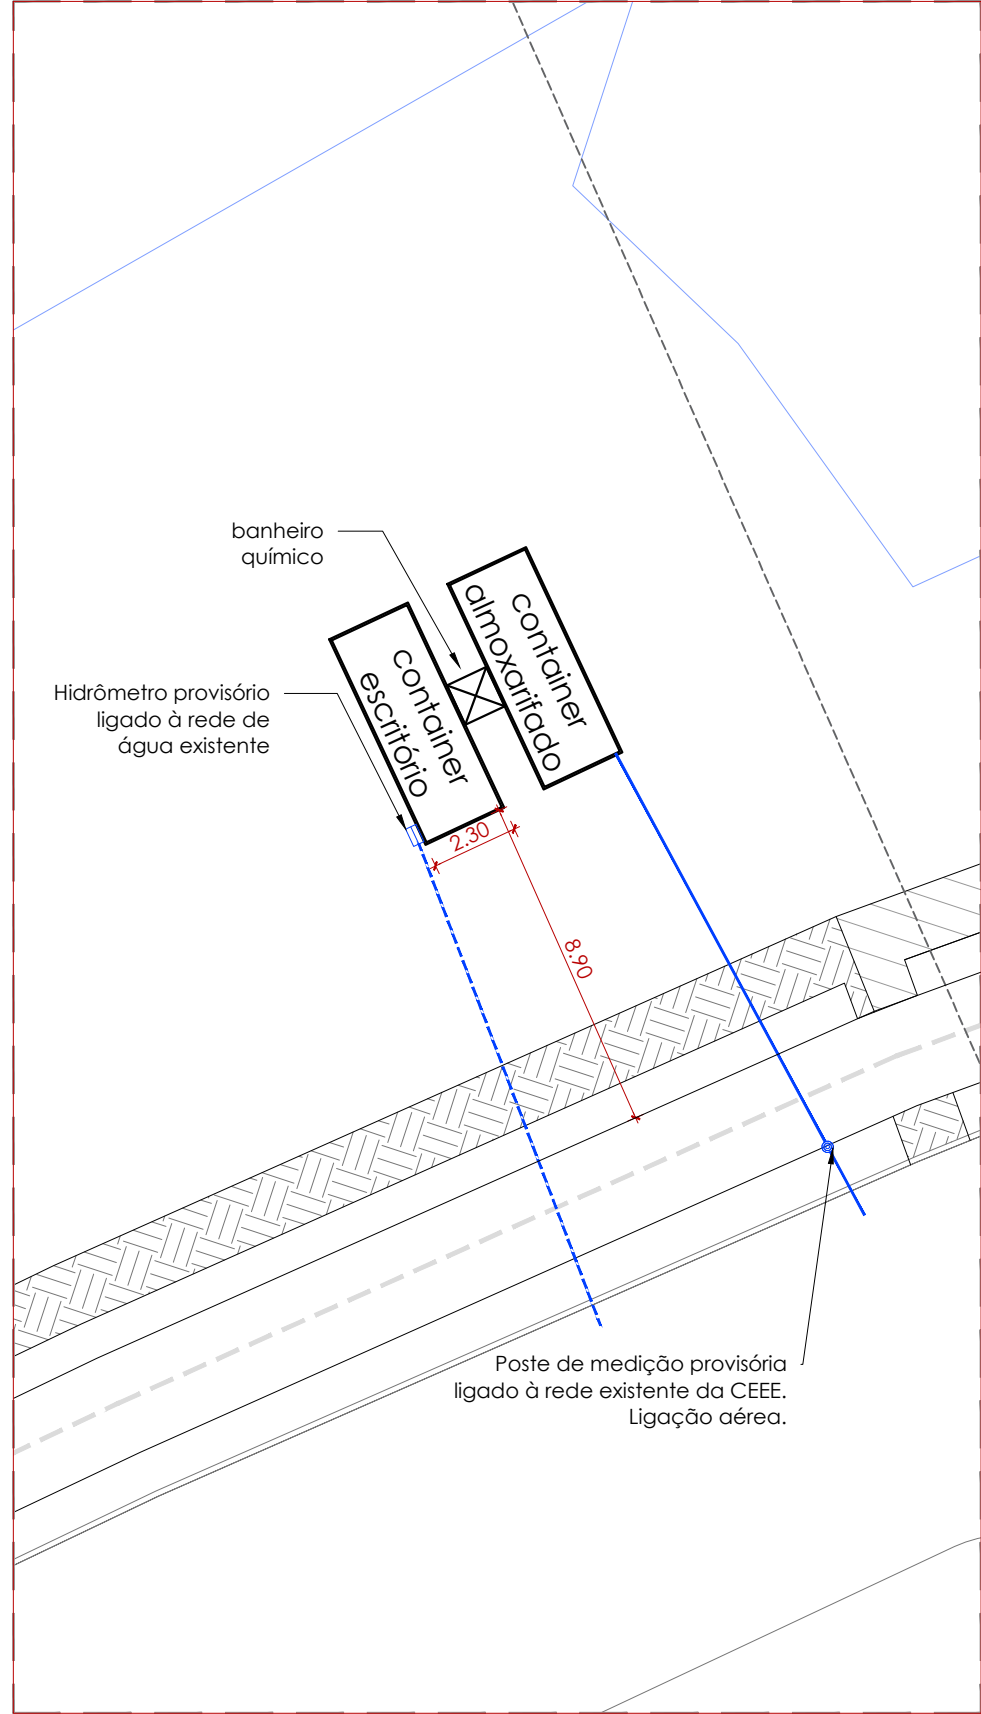 banheiro
químico
container
almoxarifado
container
escritório
Hidrômetro provisório
ligado à rede de
água existente
2.30
8.90
Poste de medição provisória
ligado à rede existente da CEEE.
Ligação aérea.